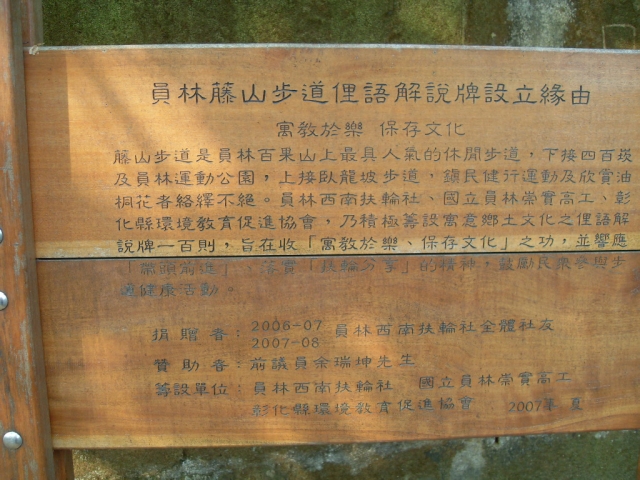 員林藤山步道俚語解說牌設立緣由
寓教於樂 保存文化
藤山步道是員林百果山上最具人氣的休閒步道，下接四百崁
及員林運動公園，上接臥龍坡步道，鎮民健行運動及欣賞油
桐花者絡繹不絕。員林西南扶輪社、國立員林崇實高工、彰
化縣環境教育促進協會，乃積極籌設寓意鄉土文化之俚語解
說牌一百則，旨在收「寓教於樂、保存文化」之功，並響應
「帶頭前進」、落實「扶輪分享」的精神，鼓勵民眾參與步
道健康活動。
捐贈者：2006-07 員林西南扶輪社全體社友
2007-08
贊助者：前議員余瑞坤先生
籌設單位：員林西南扶輪社 國立員林崇實高工
彰化縣環境教育促進協會 2007年 夏